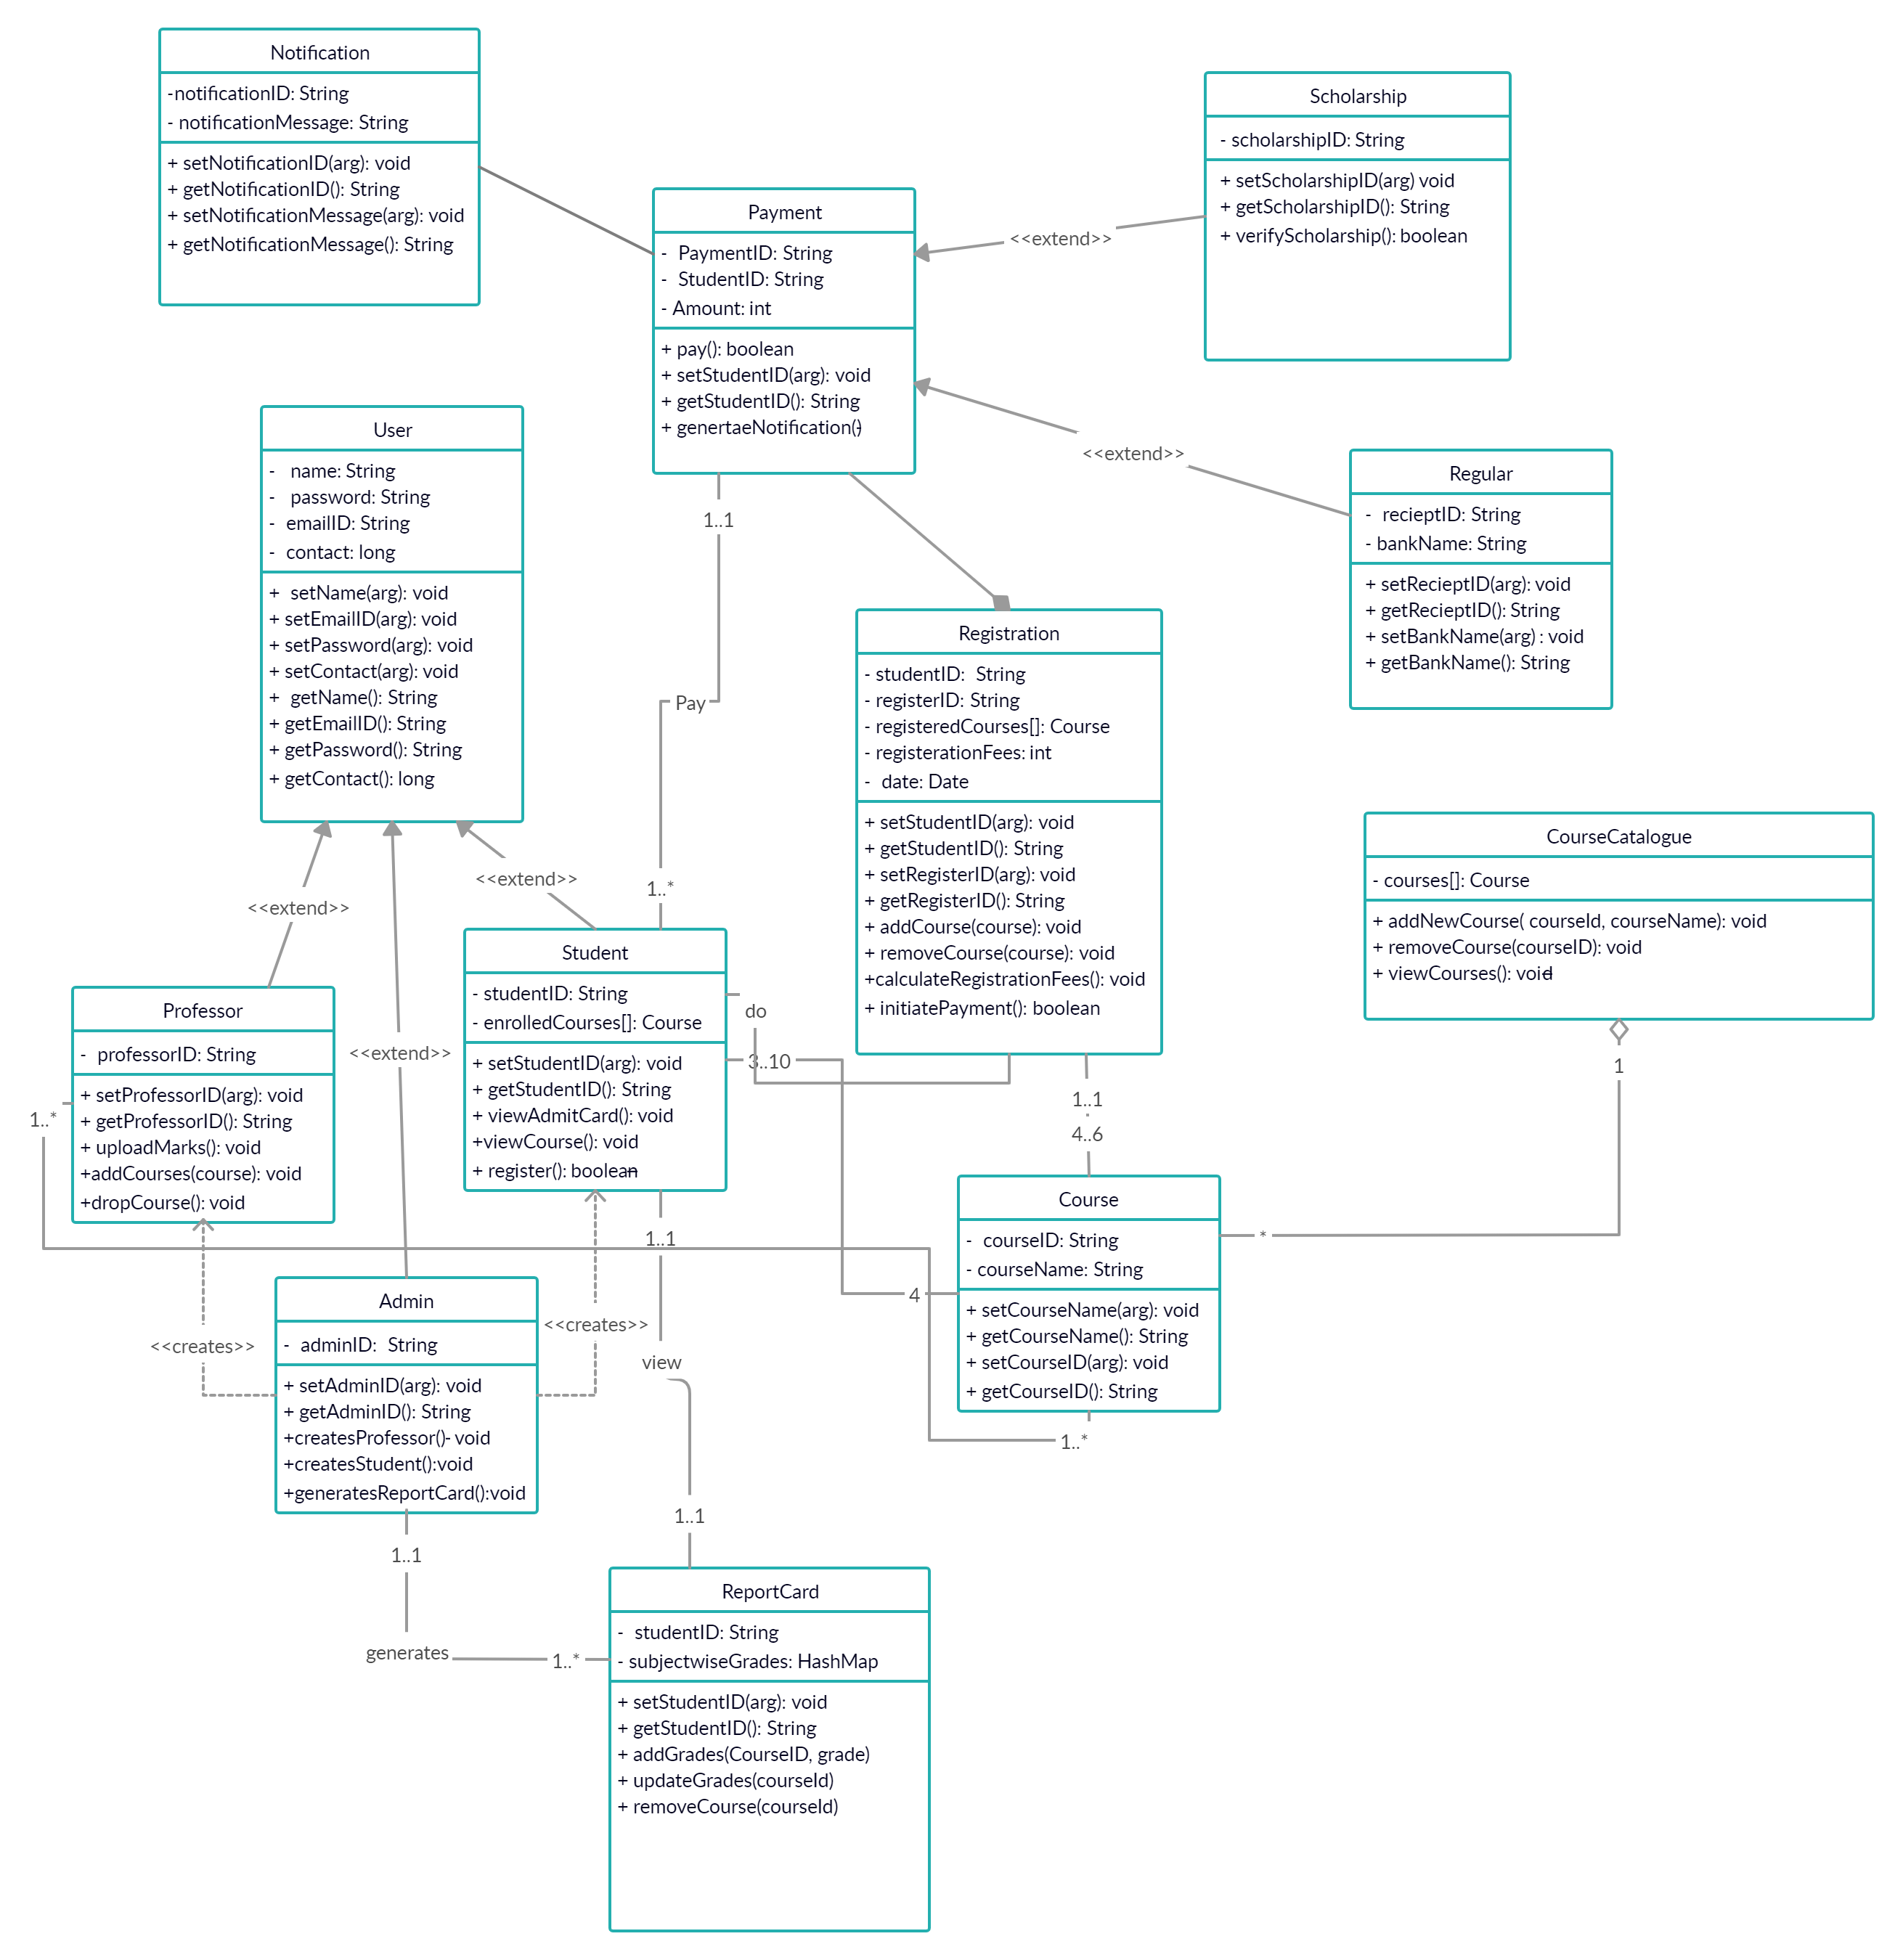 Notification
-notificationID: String
- notificationMessage: String
+ setNotificationID(arg): void
+ getNotificationID(): String
+ setNotificationMessage(arg): void
+ getNotificationMessage(): String
Scholarship
- scholarshipID: String
+ setScholarshipID(arg) void
+ getScholarshipID(): String
+ verifyScholarship(): boolean
Payment
- PaymentID: String
- StudentID: String
- Amount: int
+ pay(): boolean
+ setStudentID(arg): void
+ getStudentID(): String
+ genertaeNotification()
<<extend>>
<<extend>>
User
- name: String
- password: String
- emailID: String
- contact: long
+ setName(arg): void
+ setEmailID(arg): void
+ setPassword(arg): void
+ setContact(arg): void
+ getName(): String
+ getEmailID(): String
+ getPassword(): String
+ getContact(): long
Regular
- recieptID: String
- bankName: String
+ setRecieptID(arg): void
+ getRecieptID(): String
+ setBankName(arg) : void
+ getBankName(): String
1..1
Pay
1..*
Registration
- studentID: String
- registerID: String
- registeredCourses[]: Course
- registerationFees: int
- date: Date
+ setStudentID(arg): void
+ getStudentID(): String
+ setRegisterID(arg): void
+ getRegisterID(): String
+ addCourse(course): void
+ removeCourse(course): void
+calculateRegistrationFees(): void
+ initiatePayment(): boolean
CourseCatalogue
- courses[]: Course
+ addNewCourse( courseId, courseName): void
+ removeCourse(courseID): void
+ viewCourses(): void
<<extend>>
<<extend>>
<<extend>>
Student
- studentID: String
- enrolledCourses[]: Course
+ setStudentID(arg): void
+ getStudentID(): String
+ viewAdmitCard(): void
+viewCourse(): void
+ register(): boolean
Professor
- professorID: String
+ setProfessorID(arg): void
+ getProfessorID(): String
+ uploadMarks(): void
+addCourses(course): void
+dropCourse(): void
1..*
do
3..10
1..1
4..6
1
*
4
1..*
Course
- courseID: String
- courseName: String
+ setCourseName(arg): void
+ getCourseName(): String
+ setCourseID(arg): void
+ getCourseID(): String
Admin
- adminID: String
+ setAdminID(arg): void
+ getAdminID(): String
+createsProfessor()- void
+createsStudent():void
+generatesReportCard():void
<<creates>>
<<creates>>
1..1
view
1..1
1..1
generates
1..*
ReportCard
- studentID: String
- subjectwiseGrades: HashMap
+ setStudentID(arg): void
+ getStudentID(): String
+ addGrades(CourseID, grade)
+ updateGrades(courseId)
+ removeCourse(courseId)